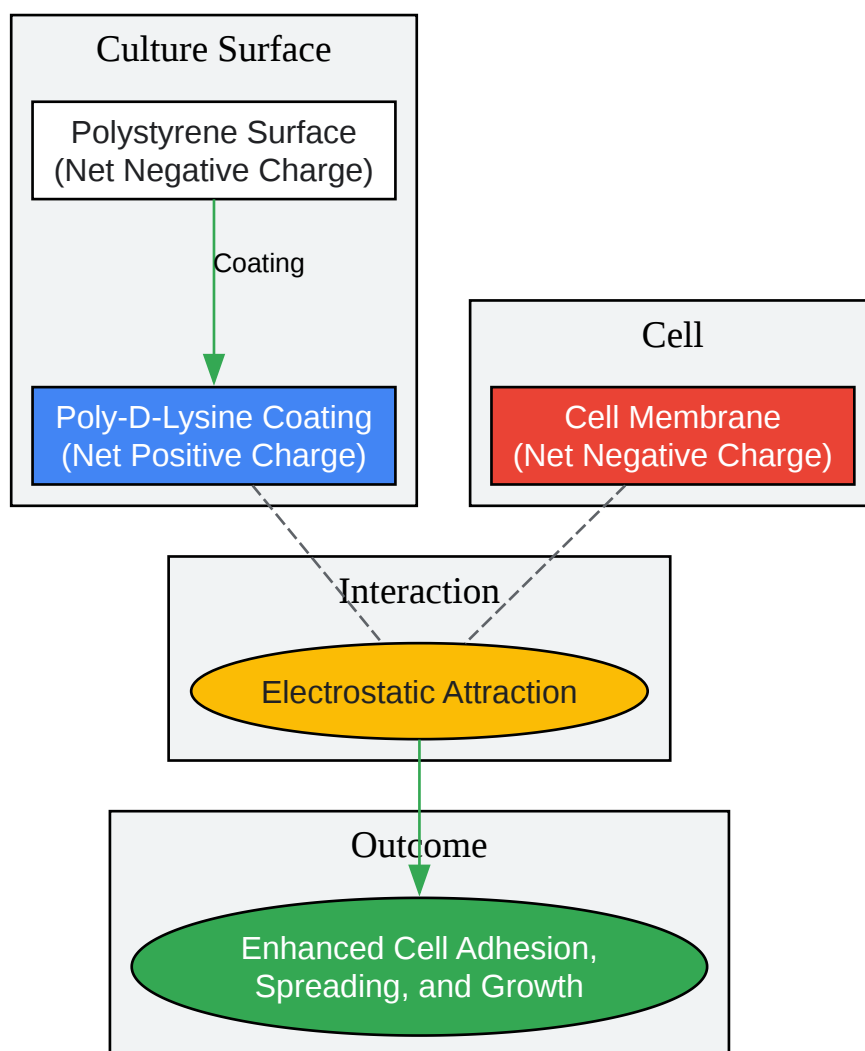 Culture Surface
Polystyrene Surface
(Net Negative Charge)
Coating
Poly-D-Lysine Coating
(Net Positive Charge)
Cell
Cell Membrane
(Net Negative Charge)
Interaction
Electrostatic Attraction
Outcome
Enhanced Cell Adhesion,
Spreading, and Growth